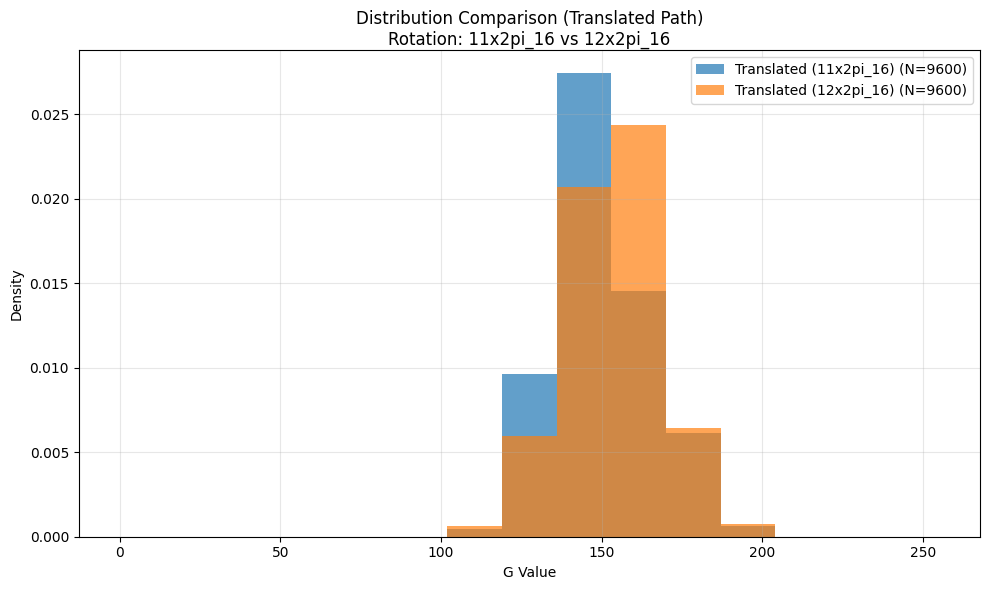 Distribution Comparison (Translated Path)
Rotation: 11x2pi_16 vs 12x2pi_16
Translated (11x2pi_16) (N=9600)
Translated (12x2pi_16) (N=9600)
Density
0.025
0.020
0.015
0.010
0.005
0.000
0 50 100 150 200 250
G Value